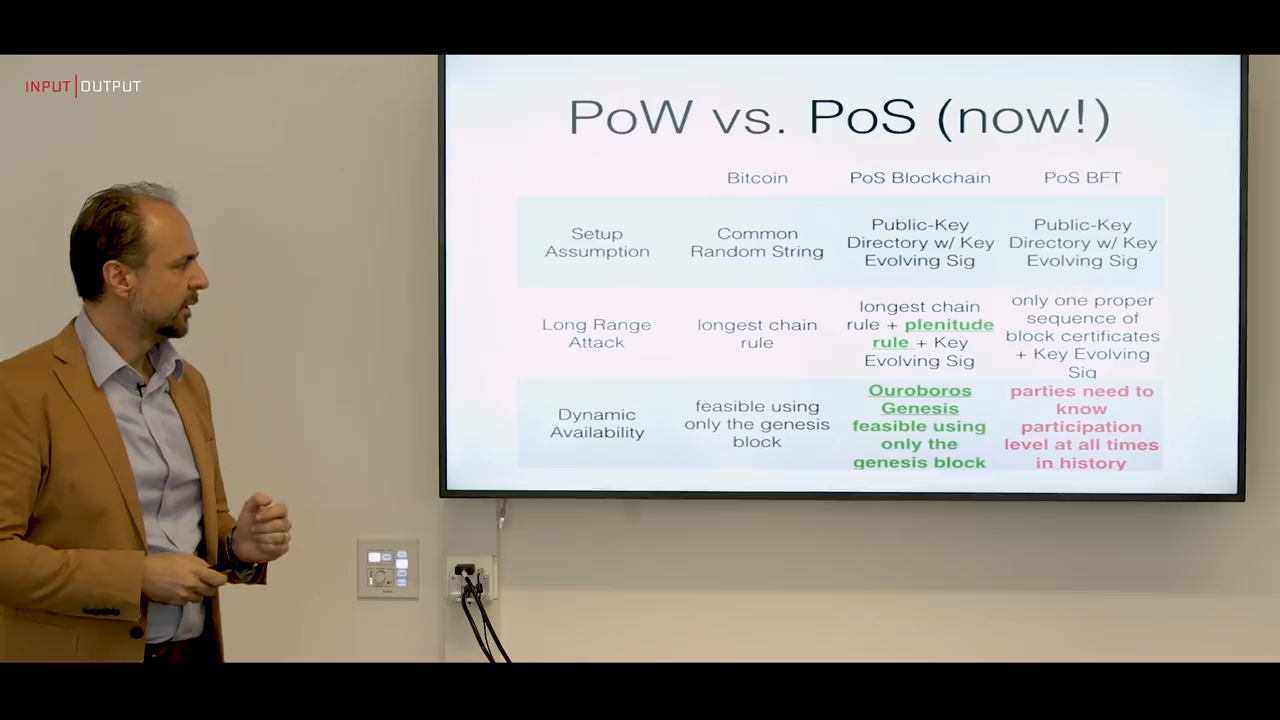 INPUT|OUTPUT
PoW vs. PoS (now!)
Bitcoin
PoS Blockchain
PoS BFT
Setup
Assumption
Common
Random String
Public-Key
Directory w/ Key
Evolving Sig
Public-Key
Directory w/ Key
Evolving Sig
Long Range
Attack
longest chain
rule
longest chain
rule + plenitude
rule + Key
Evolving Sig
only one proper
sequence of
block certificates
+ Key Evolving
Sig
Dynamic
Availability
feasible using
only the genesis
block
Ouroboros
Genesis
feasible using
only the
genesis block
parties need to
know
participation
level at all times
in history